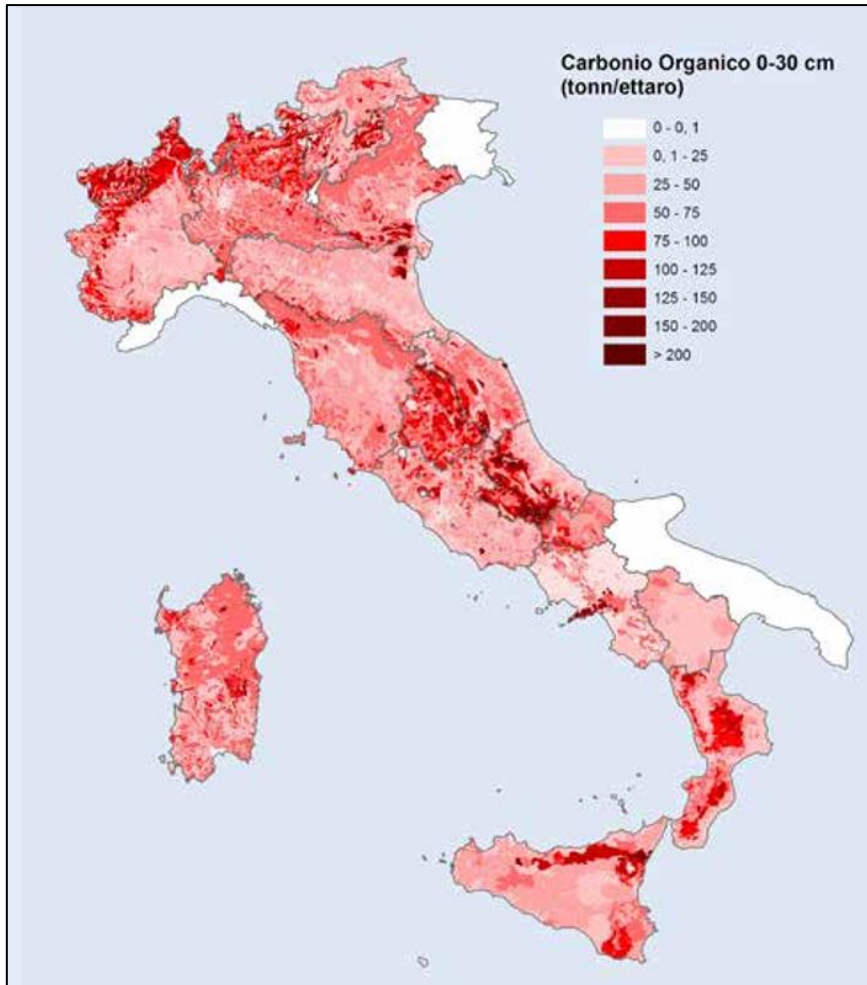 Carbonio Organico 0-30 cm
(tonn/ettaro)
0 - 0, 1
0, 1 - 25
25 - 50
50 - 75
75 - 100
100 - 125
125 - 150
150 - 200
> 200